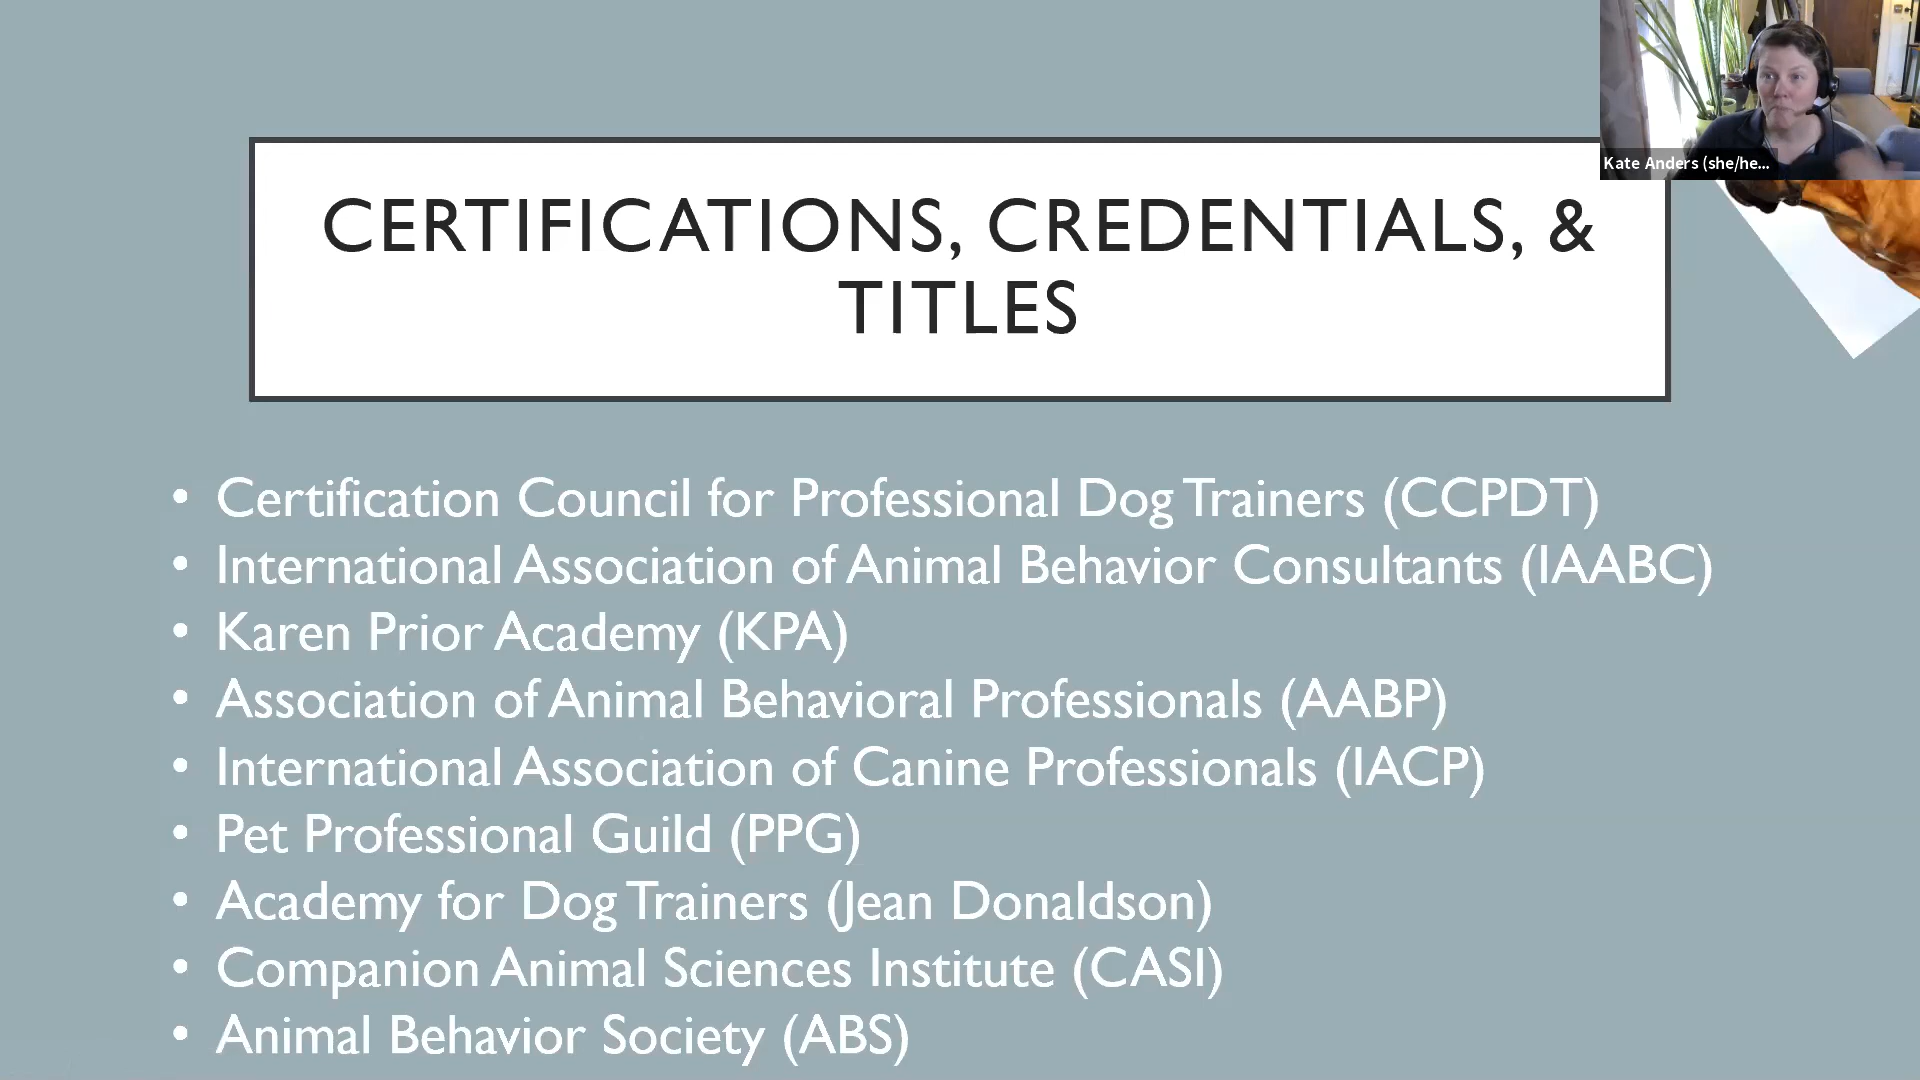 Kate Anders (she/he...
CERTIFICATIONS, CREDENTIALS, &
TITLES
• Certification Council for Professional Dog Trainers (CCPDT)
• International Association of Animal Behavior Consultants (IAABC)
• Karen Prior Academy (KPA)
• Association of Animal Behavioral Professionals (AABP)
• International Association of Canine Professionals (IACP)
• Pet Professional Guild (PPG)
• Academy for Dog Trainers (Jean Donaldson)
• Companion Animal Sciences Institute (CASI)
• Animal Behavior Society (ABS)